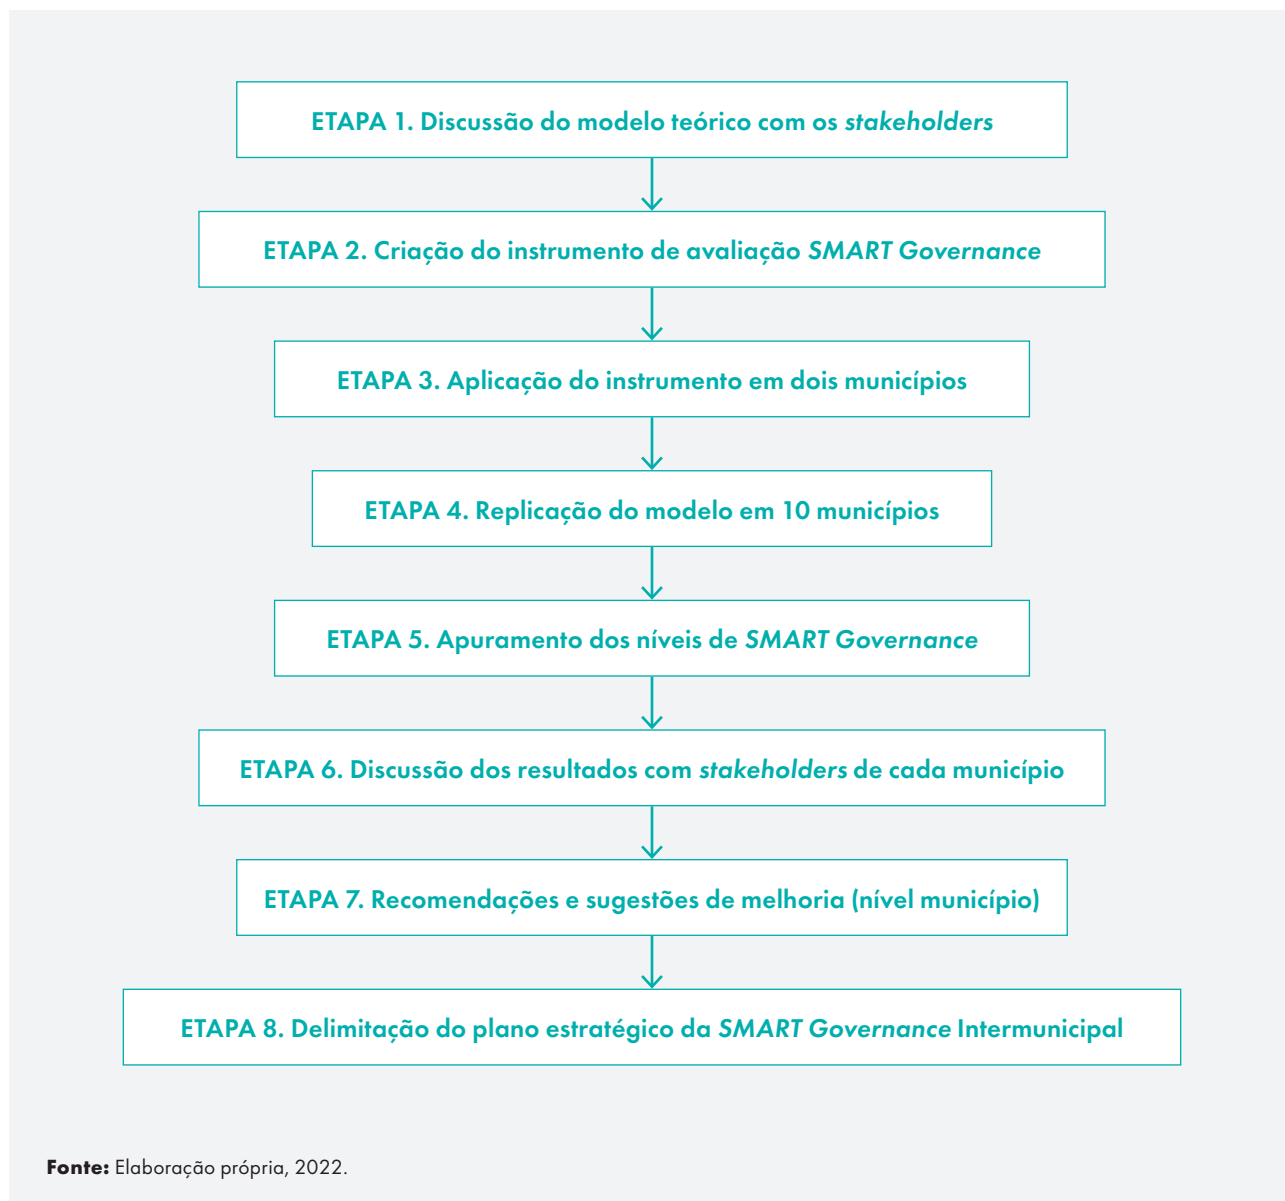 ETAPA 1. Discussão do modelo teórico com os stakeholders
ETAPA 2. Criação do instrumento de avaliação SMART Governance
ETAPA 3. Aplicação do instrumento em dois municípios
ETAPA 4. Replicação do modelo em 10 municípios
ETAPA 5. Apuramento dos níveis de SMART Governance
ETAPA 6. Discussão dos resultados com stakeholders de cada município
ETAPA 7. Recomendações e sugestões de melhoria (nível município)
ETAPA 8. Delimitação do plano estratégico da SMART Governance Intermunicipal
Fonte: Elaboração própria, 2022.